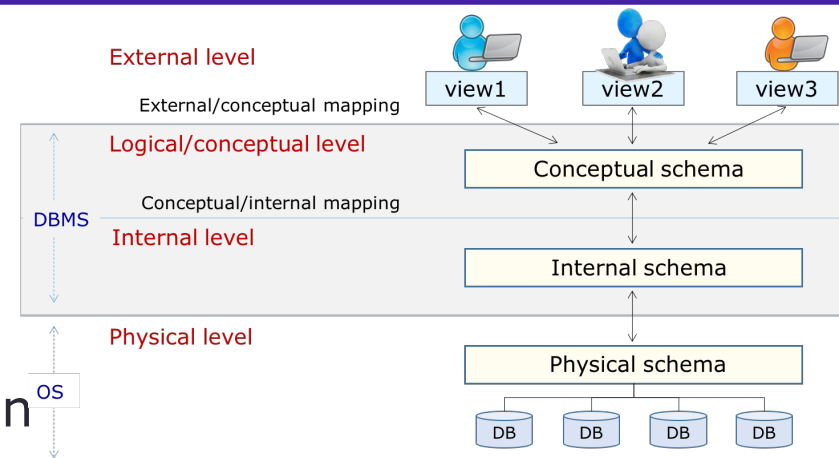 External level
view1
view2
view3
External/conceptual mapping
Logical/conceptual level
Conceptual schema
Conceptual/internal mapping
DBMS
Internal level
Internal schema
Physical level
Physical schema
OS
n
DB
DB
DB
DB